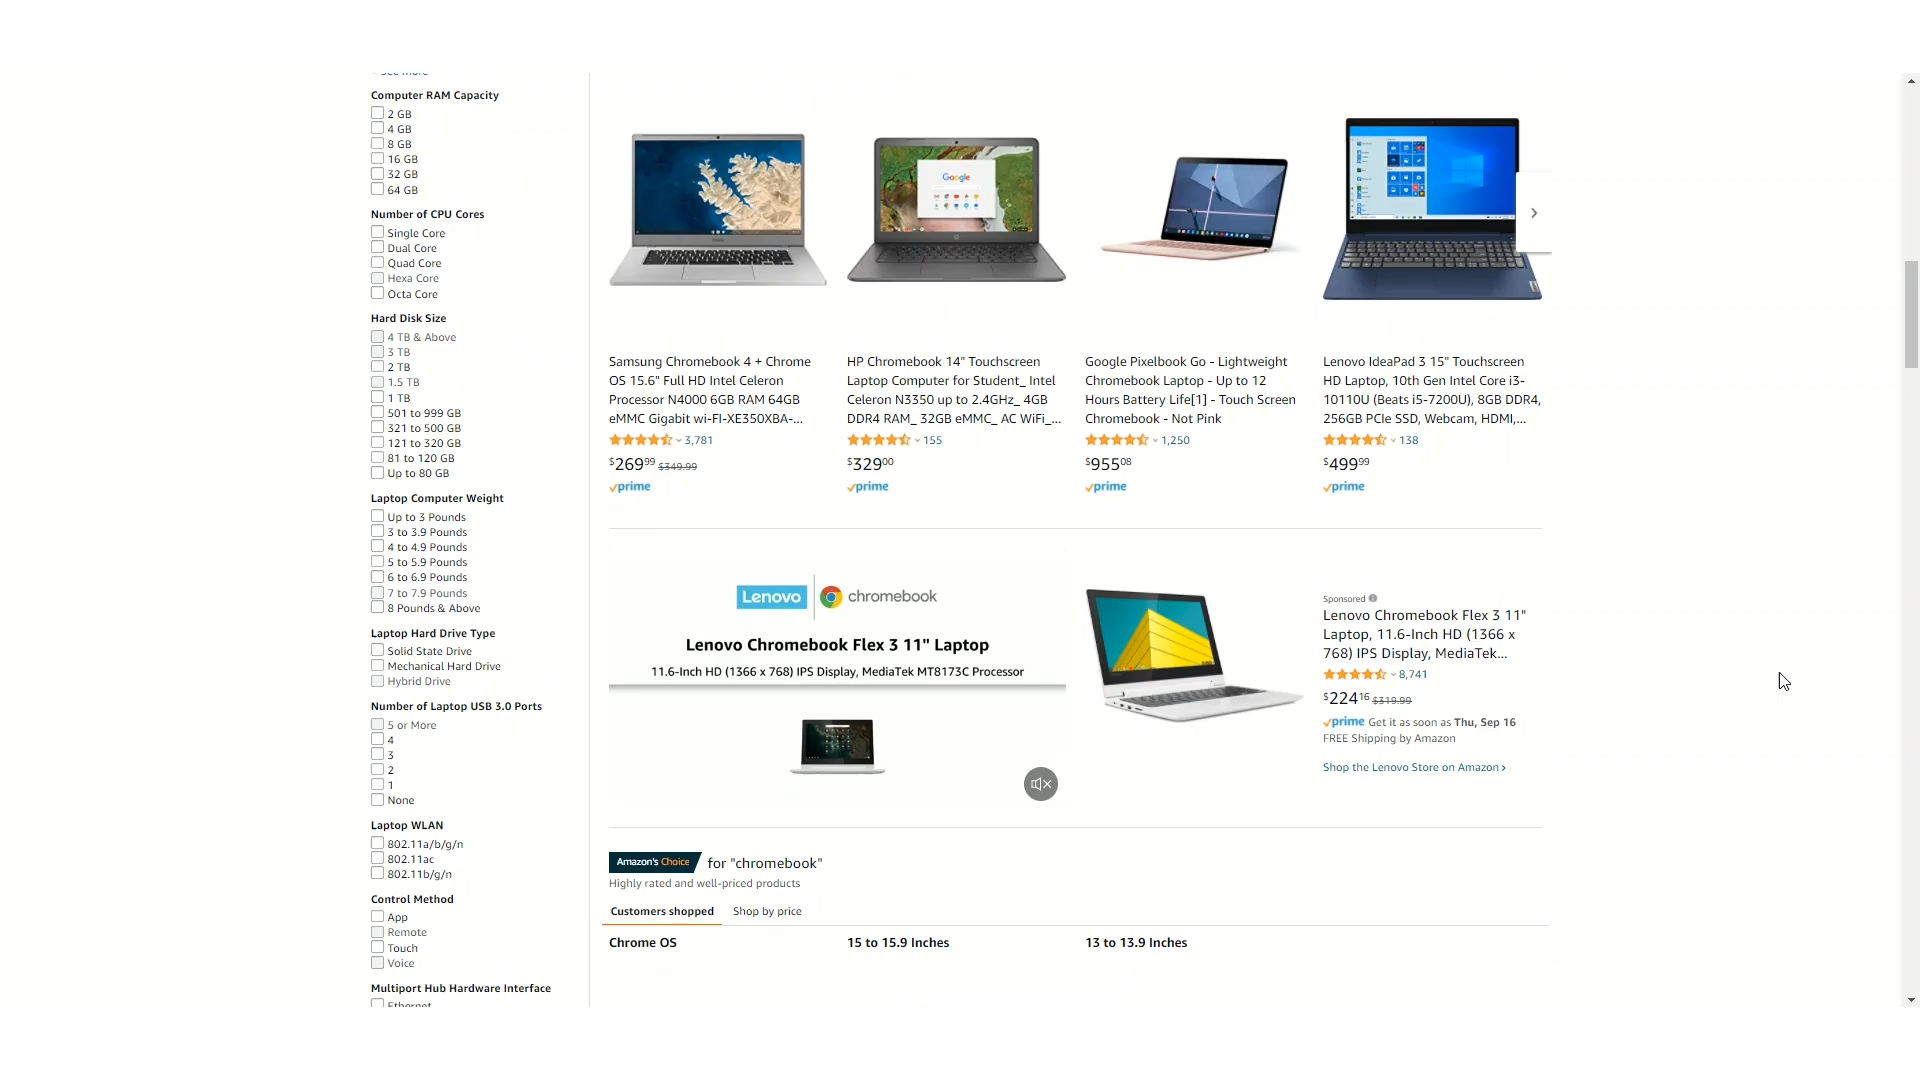 See more
Computer RAM Capacity
2 GB
4 GB
8 GB
16 GB
32 GB
64 GB
Number of CPU Cores
Single Core
Dual Core
Quad Core
Hexa Core
Octa Core
Hard Disk Size
4 TB & Above
3 TB
2 TB
1.5 TB
1 TB
501 to 999 GB
321 to 500 GB
121 to 320 GB
81 to 120 GB
Up to 80 GB
Laptop Computer Weight
Up to 3 Pounds
3 to 3.9 Pounds
4 to 4.9 Pounds
5 to 5.9 Pounds
6 to 6.9 Pounds
7 to 7.9 Pounds
8 Pounds & Above
Laptop Hard Drive Type
Solid State Drive
Mechanical Hard Drive
Hybrid Drive
Number of Laptop USB 3.0 Ports
5 or More
4
3
2
1
None
Laptop WLAN
802.11a/b/g/n
802.11ac
802.11b/g/n
Control Method
App
Remote
Touch
Voice
Multiport Hub Hardware Interface
Ethernet
Google
Samsung Chromebook 4 + Chrome
OS 15.6" Full HD Intel Celeron
Processor N4000 6GB RAM 64GB
eMMC Gigabit wi-FI-XE350XBA-...
3,781
$26999 $349.99
prime
HP Chromebook 14" Touchscreen
Laptop Computer for Student_ Intel
Celeron N3350 up to 2.4GHz_ 4GB
DDR4 RAM_ 32GB eMMC_ AC WiFi_...
155
$32900
prime
Google Pixelbook Go - Lightweight
Chromebook Laptop - Up to 12
Hours Battery Life[1] - Touch Screen
Chromebook - Not Pink
1,250
$95508
prime
Lenovo IdeaPad 3 15" Touchscreen
HD Laptop, 10th Gen Intel Core i3-
10110U (Beats i5-7200U), 8GB DDR4,
256GB PCIe SSD, Webcam, HDMI,...
138
$49999
prime
Lenovo chromebook
Lenovo Chromebook Flex 3 11" Laptop
11.6-Inch HD (1366 x 768) IPS Display, MediaTek MT8173C Processor
Sponsored
Lenovo Chromebook Flex 3 11"
Laptop, 11.6-Inch HD (1366 x
768) IPS Display, MediaTek...
8,741
$22416 $319.99
prime Get it as soon as Thu, Sep 16
FREE Shipping by Amazon
Shop the Lenovo Store on Amazon ›
Amazon's Choice for "chromebook"
Highly rated and well-priced products
Customers shopped Shop by price
Chrome OS 15 to 15.9 Inches 13 to 13.9 Inches